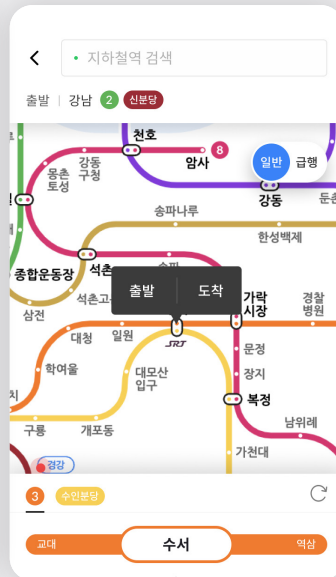 지하철역 검색
출발 | 강남 2 신분당
천호
8
암사
일반 급행
강동
구청
몽촌
토성
강동
둔촌
송파나루
한성백제
종합운동장
석촌
송파
출발 | 도착
가락
시장
경찰
병원
삼전
석촌고
대청
일원
SRT
문정
학여울
대모산
입구
장지
복정
남위례
구룡
개포동
가천대
경강
3 수인분당
교대
수서
역삼